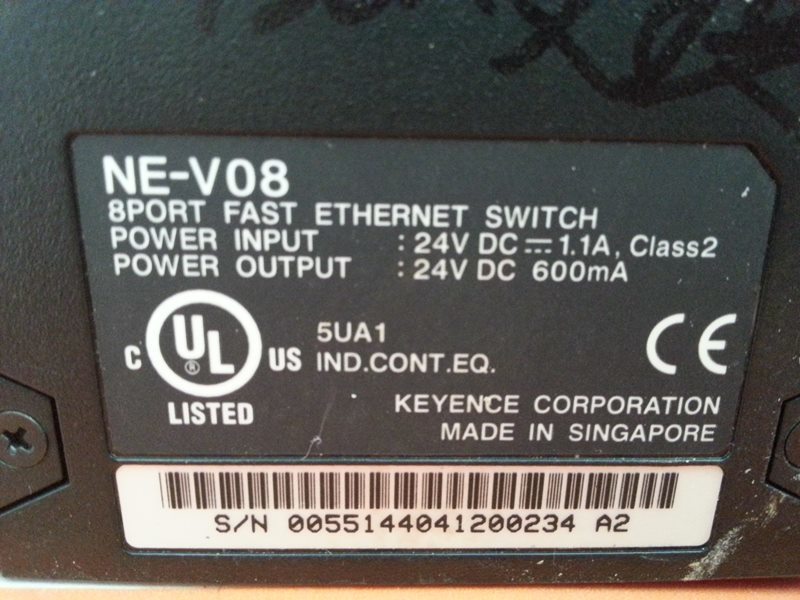 NE-V08
8PORT FAST ETHERNET SWITCH
POWER INPUT : 24V DC ⎓ 1.1A, Class2
POWER OUTPUT : 24V DC 600mA
C UL ® US LISTED
5UA1
IND.CONT.EQ.
CE
KEYENCE CORPORATION
MADE IN SINGAPORE
S/N 0055144041200234 A2